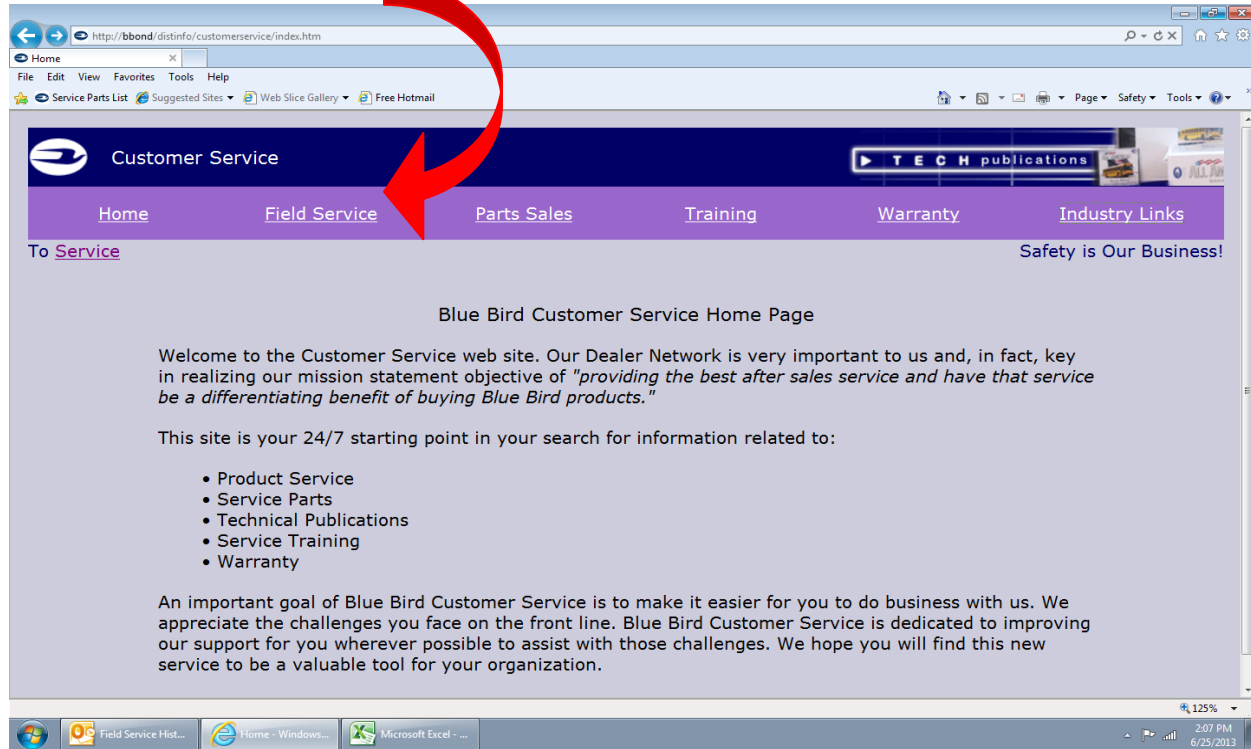 http://bbond/distinfo/customerservice/index.htm
Home
File Edit View Favorites Tools Help
Service Parts List Suggested Sites Web Slice Gallery Free Hotmail Page Safety Tools
Customer Service
TECH publications
Home Field Service Parts Sales Training Warranty Industry Links
To Service Safety is Our Business!
Blue Bird Customer Service Home Page
Welcome to the Customer Service web site. Our Dealer Network is very important to us and, in fact, key
in realizing our mission statement objective of "providing the best after sales service and have that service
be a differentiating benefit of buying Blue Bird products."
This site is your 24/7 starting point in your search for information related to:
• Product Service
• Service Parts
• Technical Publications
• Service Training
• Warranty
An important goal of Blue Bird Customer Service is to make it easier for you to do business with us. We
appreciate the challenges you face on the front line. Blue Bird Customer Service is dedicated to improving
our support for you wherever possible to assist with those challenges. We hope you will find this new
service to be a valuable tool for your organization.
125%
Field Service Hist... Home - Windows... Microsoft Excel - ... 2:07 PM
6/25/2013